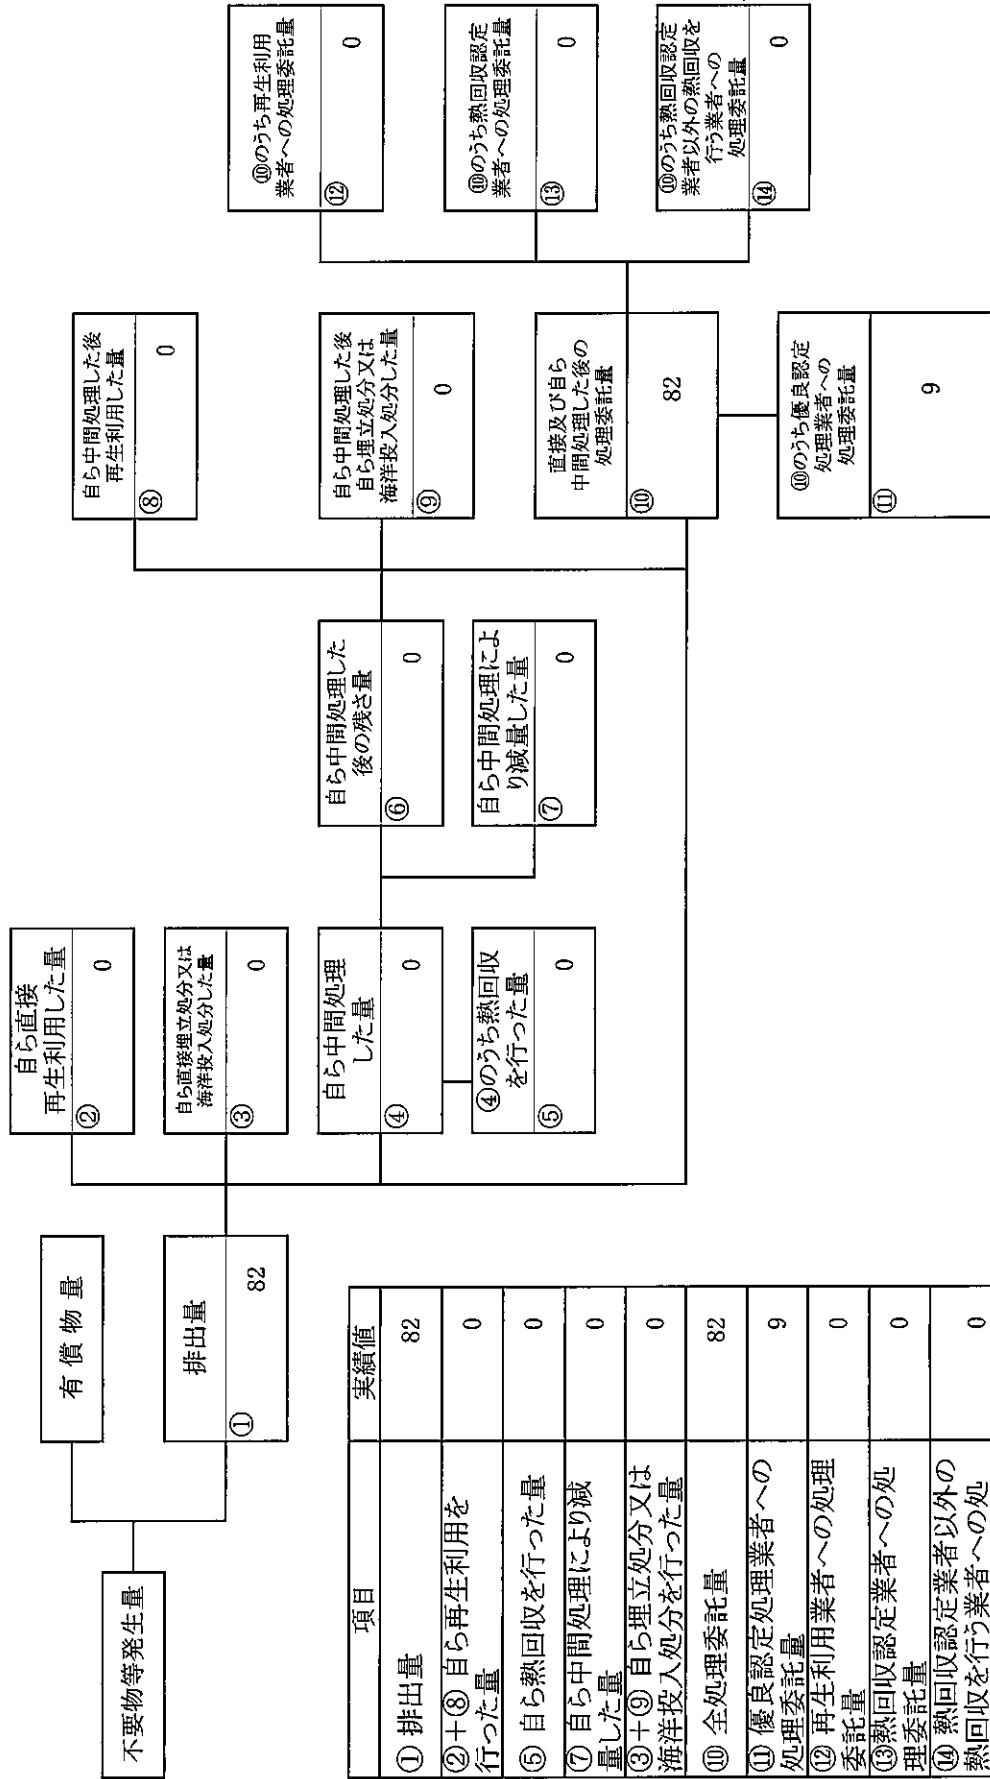 不要物等発生量
有償物量
排出量
①
82
自ら直接
再生利用した量
②
0
自ら直接埋立処分又は
海洋投入処分した量
③
0
自ら中間処理
した量
④
0
④のうち熱回収
を行った量
⑤
0
自ら中間処理した
後の残さ量
⑥
0
自ら中間処理によ
り減量した量
⑦
0
自ら中間処理した後
再生利用した量
⑧
0
自ら中間処理した後
自ら埋立処分又は
海洋投入処分した量
⑨
0
直接及び自ら
中間処理した後の
処理委託量
⑩
82
⑩のうち優良認定
処理業者への
処理委託量
⑪
9
⑩のうち再生利用
業者への処理委託量
⑫
0
⑩のうち熱回収認定
業者への処理委託量
⑬
0
⑩のうち熱回収認定
業者以外の熱回収を
行う業者への
処理委託量
⑭
0
項目 実績値
① 排出量 82
②+⑧ 自ら再生利用を
行った量 0
⑤ 自ら熱回収を行った量 0
⑦ 自ら中間処理により減
量した量 0
③+⑨ 自ら埋立処分又は
海洋投入処分を行った量 0
⑩ 全処理委託量 82
⑪ 優良認定処理業者への
処理委託量 9
⑫ 再生利用業者への処理
委託量 0
⑬熱回収認定業者への処
理委託量 0
⑭ 熱回収認定業者以外の
熱回収を行う業者への処 0